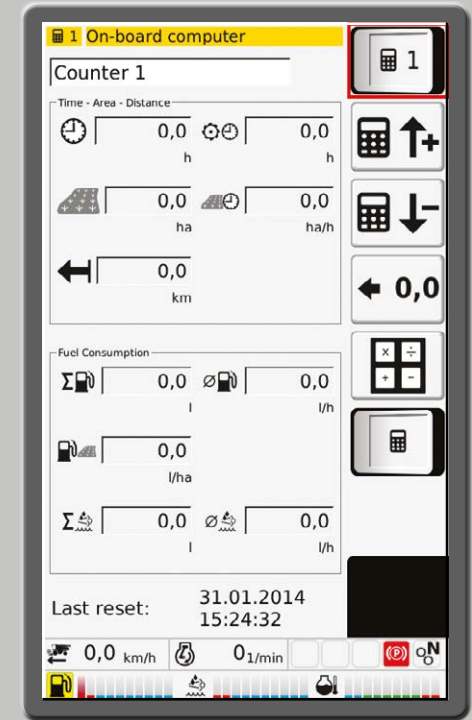 1 On-board computer
1
Counter 1
Time - Area - Distance
0,0 0,0
h h
+
0,0 0,0
ha ha/h
-
0,0
km
0,0
Fuel Consumption
Σ 0,0 Ø 0,0
l l/h
× ÷
+ -
0,0
l/ha
Σ 0,0 Ø 0,0
l l/h
Last reset: 31.01.2014
15:24:32
0,0 km/h 0 1/min (P) N